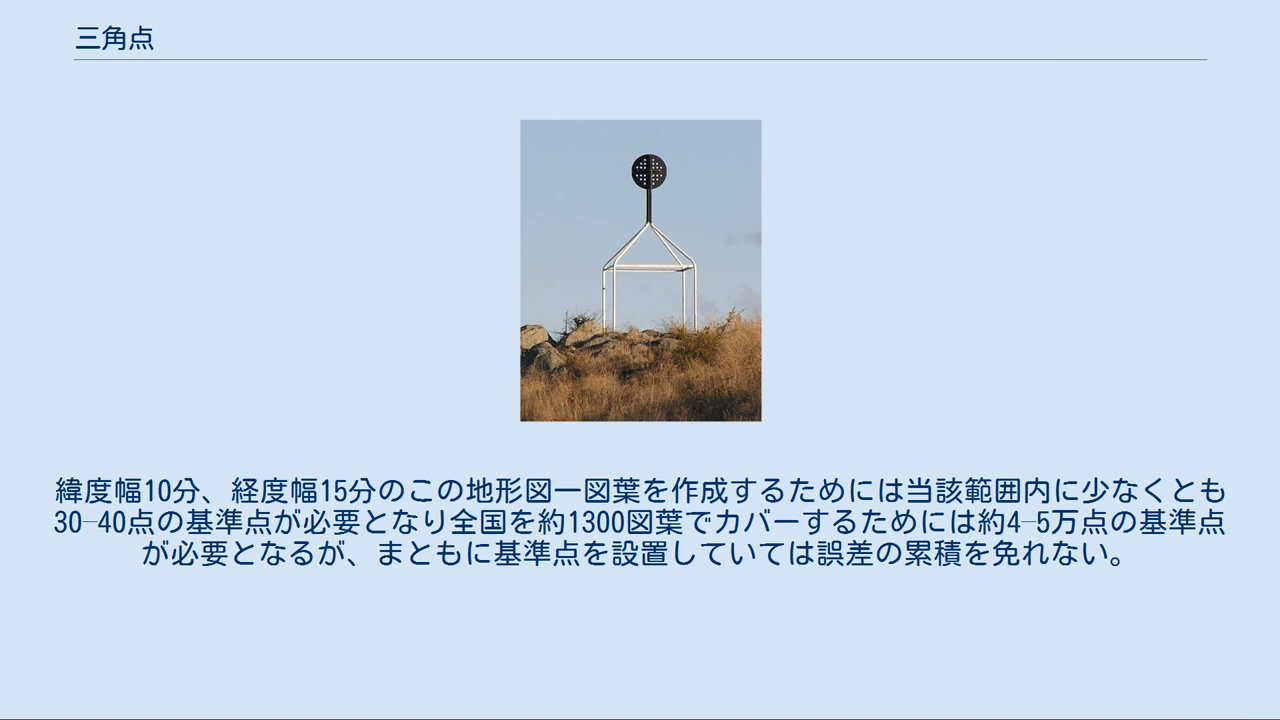 三角点
緯度幅10分、経度幅15分のこの地形図一図葉を作成するためには当該範囲内に少なくとも
30–40点の基準点が必要となり全国を約1300図葉でカバーするためには約4–5万点の基準点
が必要となるが、まともに基準点を設置していては誤差の累積を免れない。